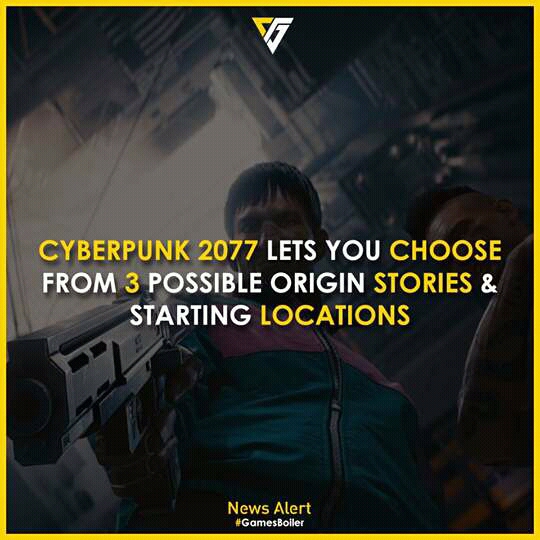 CYBERPUNK 2077 LETS YOU CHOOSE
FROM 3 POSSIBLE ORIGIN STORIES &
STARTING LOCATIONS
News Alert
#GamesBoiler